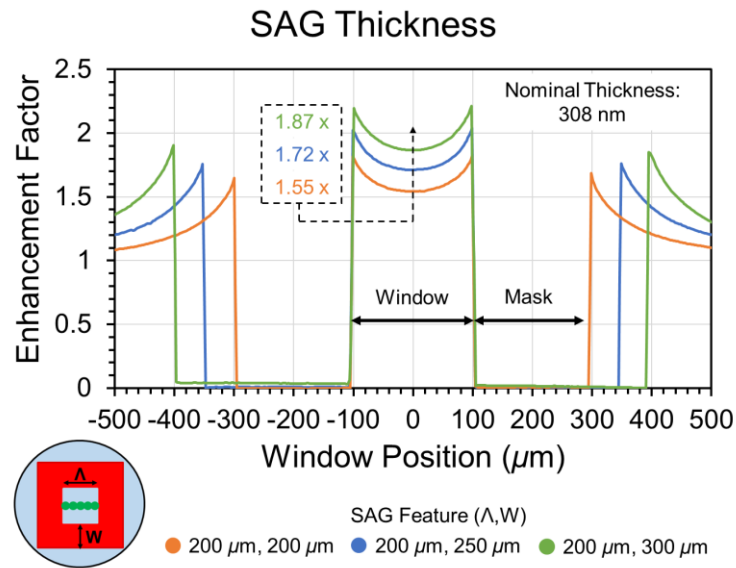 SAG Thickness
Enhancement Factor
2.5
2
1.5
1
0.5
0
1.87 x
1.72 x
1.55 x
Nominal Thickness:
308 nm
Window
Mask
-500 -400 -300 -200 -100 0 100 200 300 400 500
Window Position (µm)
Λ
W
SAG Feature (Λ,W)
200 µm, 200 µm 200 µm, 250 µm 200 µm, 300 µm